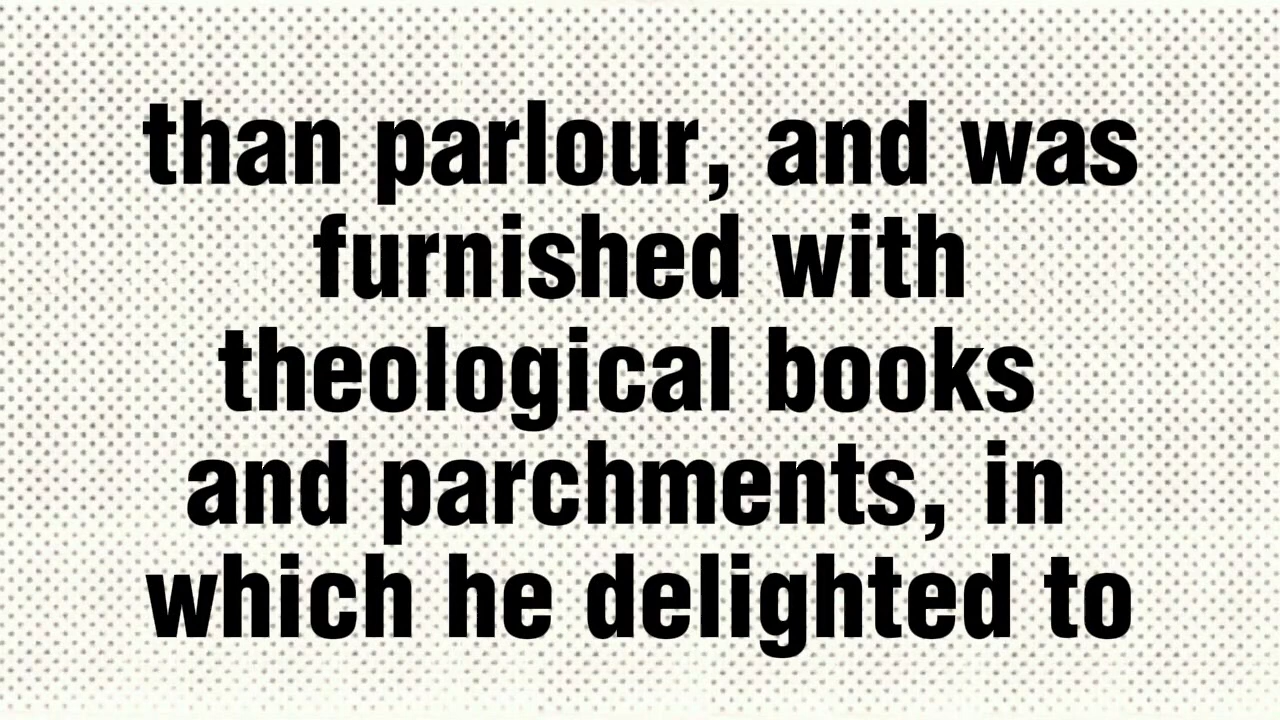 than parlour, and was
furnished with
theological books
and parchments, in
which he delighted to